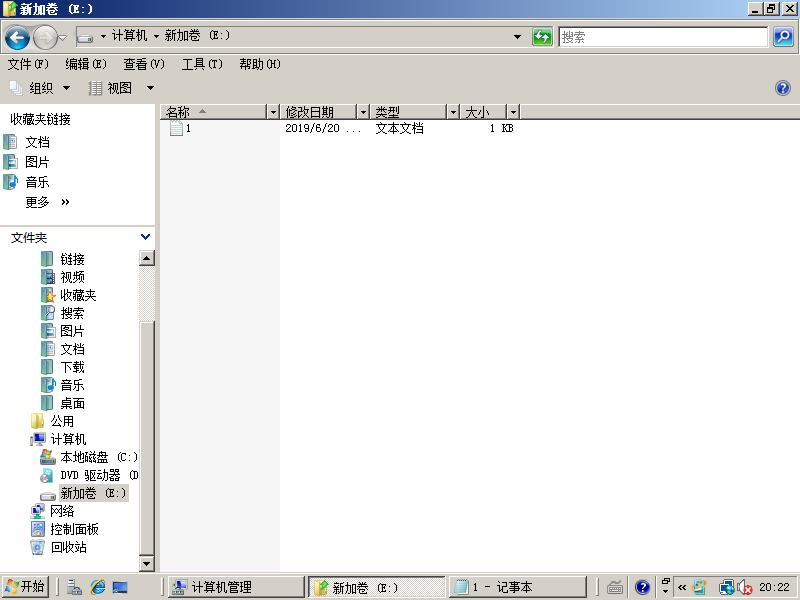 新加卷 (E:)
计算机 新加卷 (E:)
搜索
文件(F) 编辑(E) 查看(V) 工具(T) 帮助(H)
组织 视图
收藏夹链接
文档
图片
音乐
更多 »
文件夹
链接
视频
收藏夹
搜索
图片
文档
下载
音乐
桌面
公用
计算机
本地磁盘 (C:)
DVD 驱动器 (D
新加卷 (E:)
网络
控制面板
回收站
名称 修改日期 类型 大小
1 2019/6/20 ... 文本文档 1 KB
开始 计算机管理 新加卷 (E:) 1 - 记事本 « 20:22